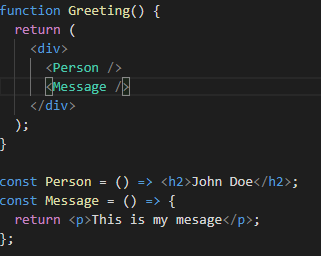 function Greeting() {
  return (
    <div>
      <Person />
      <Message />
    </div>
  );
}

const Person = () => <h2>John Doe</h2>;
const Message = () => {
  return <p>This is my mesage</p>;
};